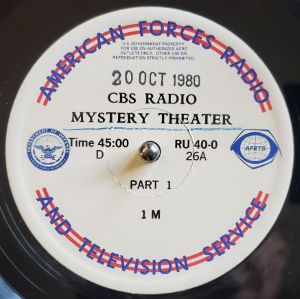 AMERICAN FORCES RADIO
U.S. GOVERNMENT PROPERTY,
FOR USE ON AUTHORIZED AFRT
OUTLETS ONLY. OTHER USE OR
REPRODUCTION STRICTLY PROHIBITED
20 OCT 1980
CBS RADIO
MYSTERY THEATER
Time 45:00
RU 40-0
D
26A
AFRTS
PART 1
1 M
AND TELEVISION SERVICE